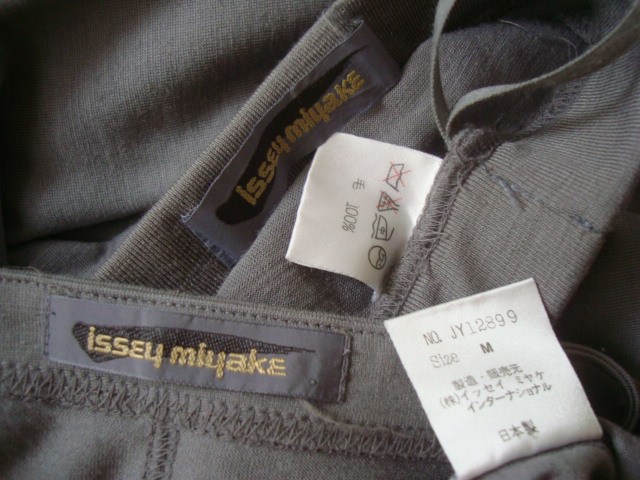 issey miyake
毛
100%
issey miyake
NO. JY12899
Size M
製造・販売元
(株)イッセイ ミヤケ
インターナショナル
日本製